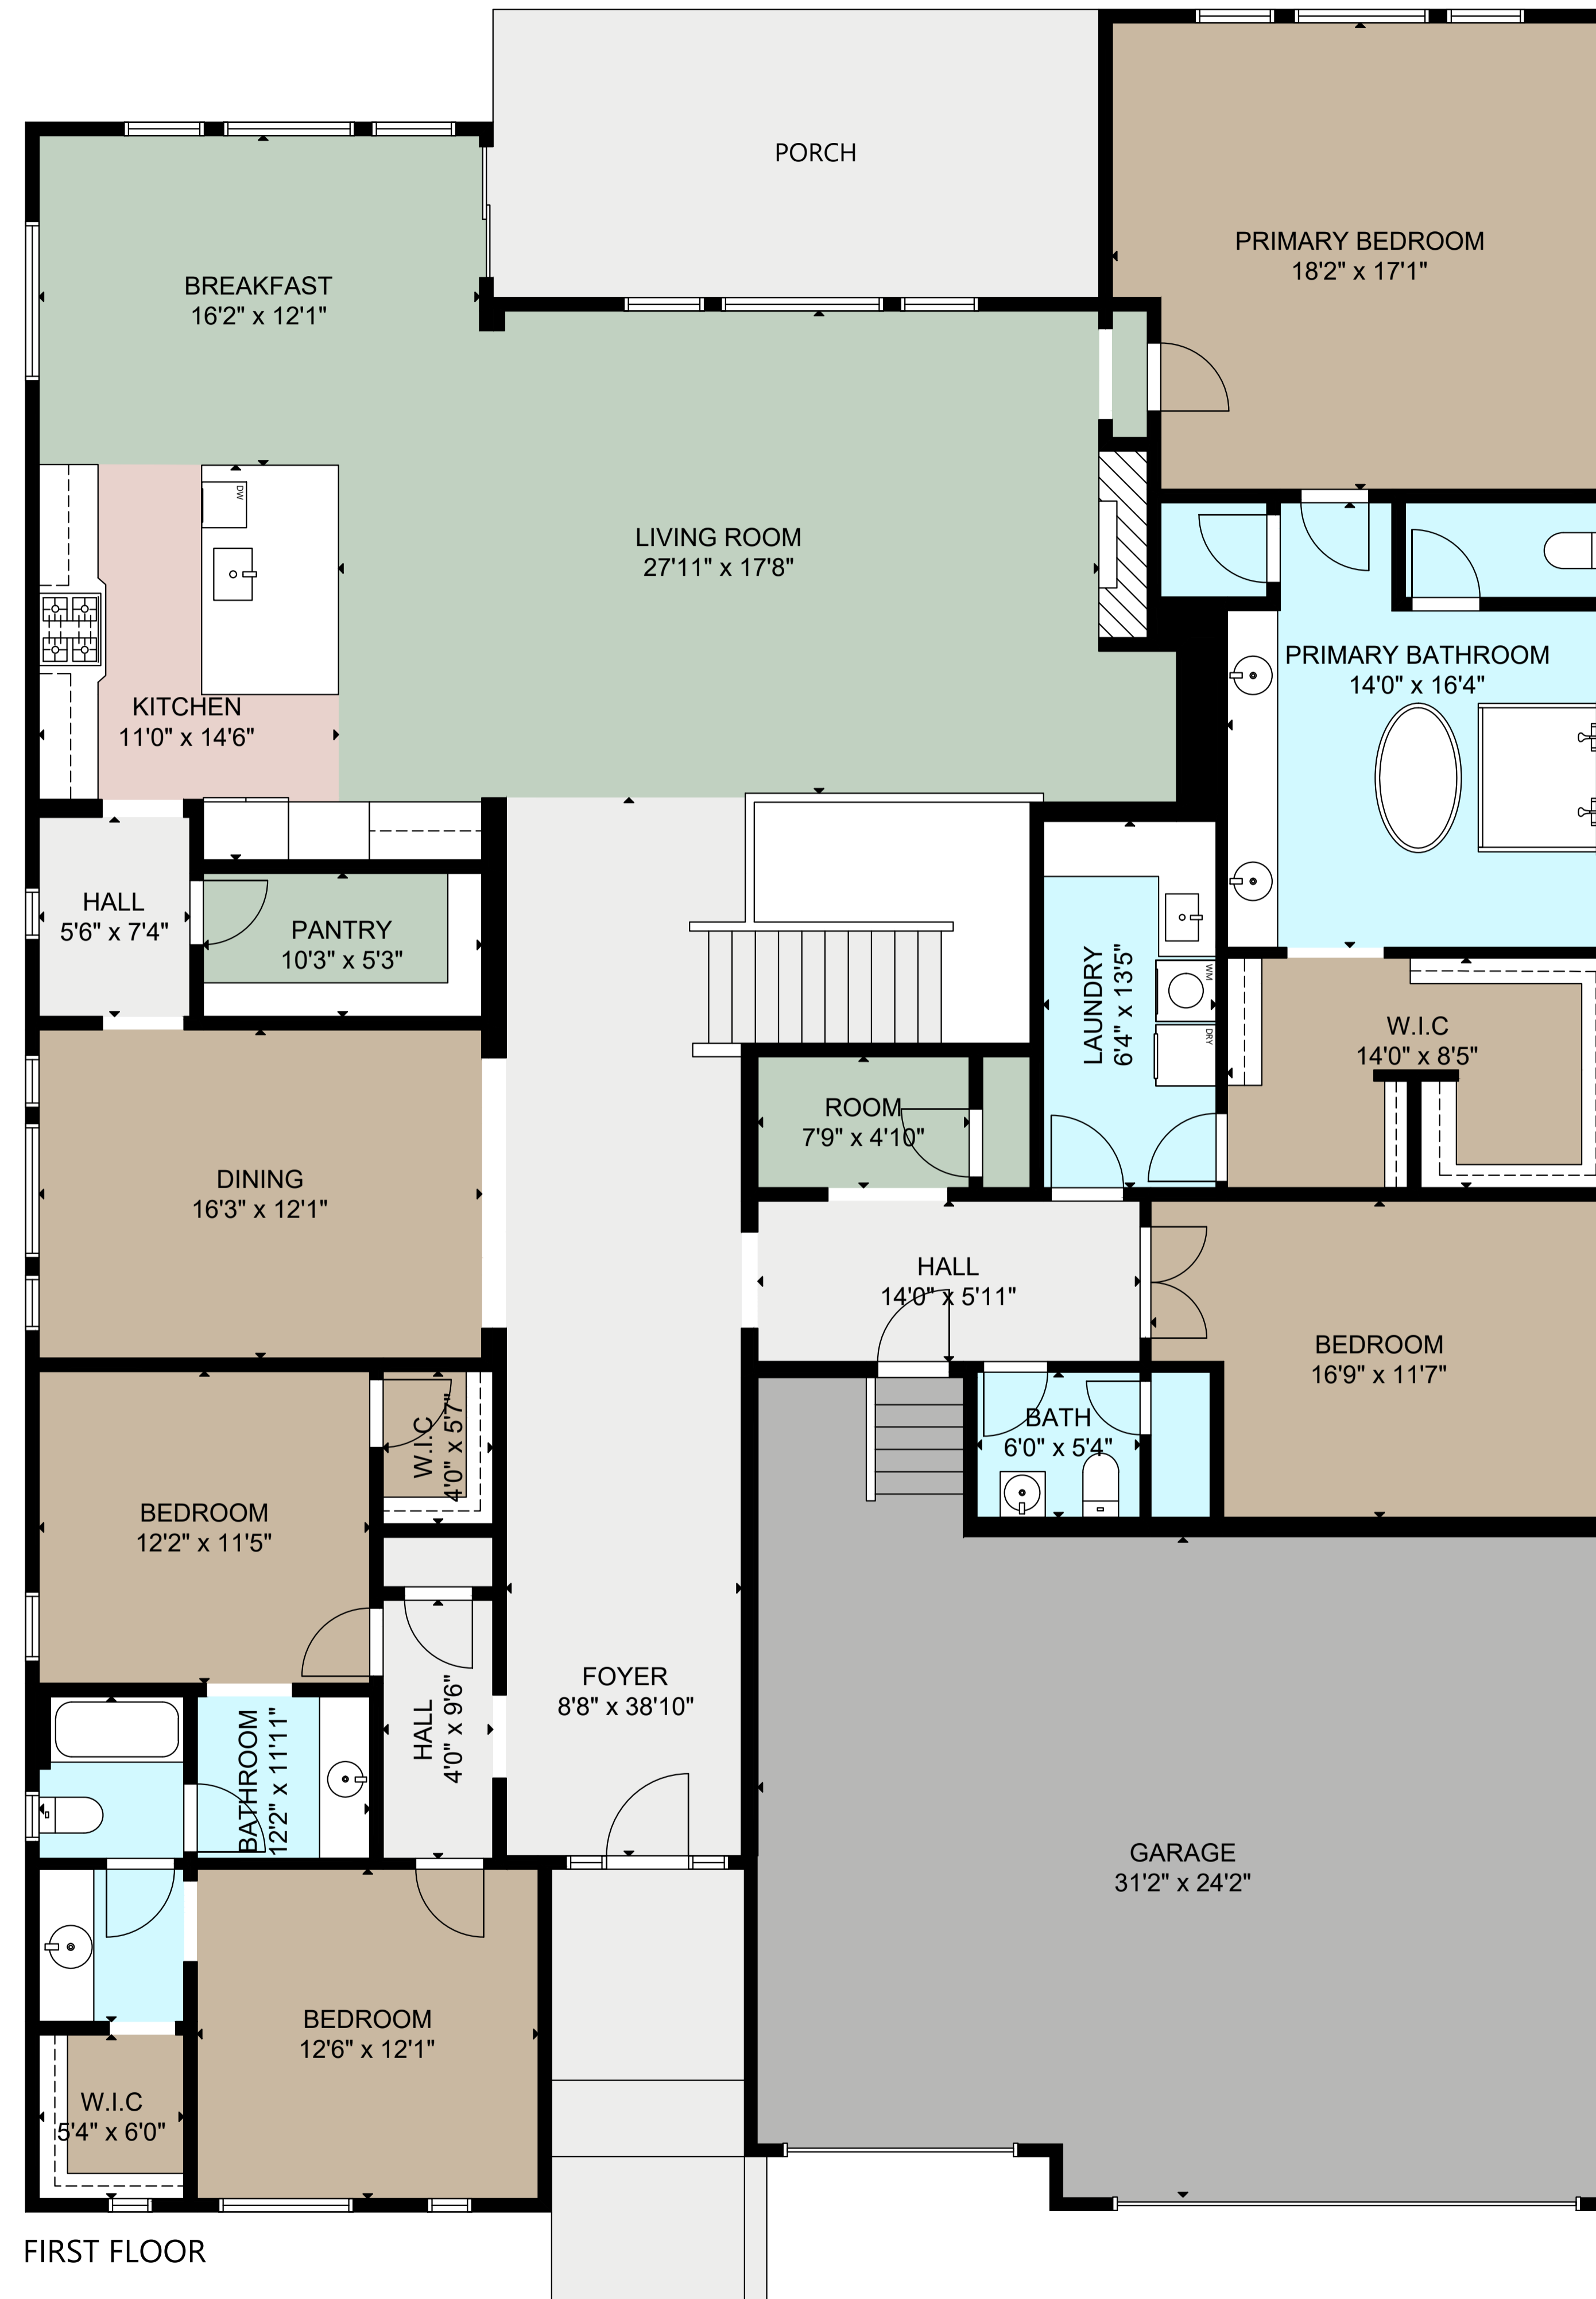 PORCH
PRIMARY BEDROOM
18'2" x 17'1"
BREAKFAST
16'2" x 12'1"
DW
LIVING ROOM
27'11" x 17'8"
PRIMARY BATHROOM
14'0" x 16'4"
KITCHEN
11'0" x 14'6"
HALL
5'6" x 7'4"
PANTRY
10'3" x 5'3"
LAUNDRY
6'4" x 13'5"
WM
DRY
W.I.C
14'0" x 8'5"
ROOM
7'9" x 4'10"
DINING
16'3" x 12'1"
HALL
14'0" x 5'11"
BEDROOM
16'9" x 11'7"
W.I.C
4'0" x 5'7"
BATH
6'0" x 5'4"
BEDROOM
12'2" x 11'5"
FOYER
8'8" x 38'10"
HALL
4'0" x 9'6"
BATHROOM
12'2" x 11'11"
GARAGE
31'2" x 24'2"
BEDROOM
12'6" x 12'1"
W.I.C
5'4" x 6'0"
FIRST FLOOR